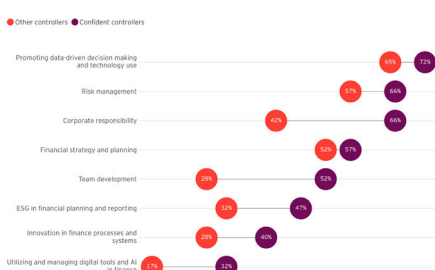 Other controllers Confident controllers
Promoting data-driven decision making
and technology use
65% 72%
Risk management
57% 66%
Corporate responsibility
42% 66%
Financial strategy and planning
52% 57%
Team development
28% 52%
ESG in financial planning and reporting
32% 47%
Innovation in finance processes and
systems
28% 40%
Utilizing and managing digital tools and AI
in finance
17% 32%